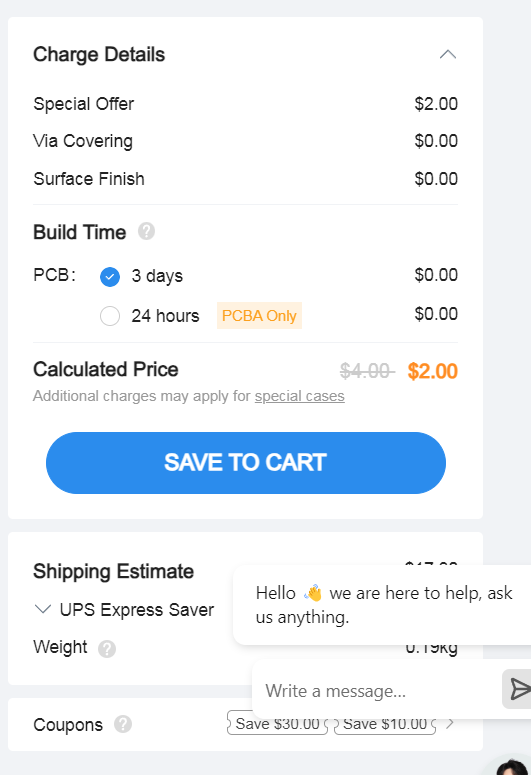 Charge Details
Special Offer $2.00
Via Covering $0.00
Surface Finish $0.00
Build Time ?
PCB: 3 days $0.00
24 hours PCBA Only $0.00
Calculated Price $4.00 $2.00
Additional charges may apply for special cases
SAVE TO CART
Shipping Estimate
UPS Express Saver
Hello 👋 we are here to help, ask
us anything.
Weight ? 0.19kg
Write a message...
Coupons ? Save $30.00 Save $10.00